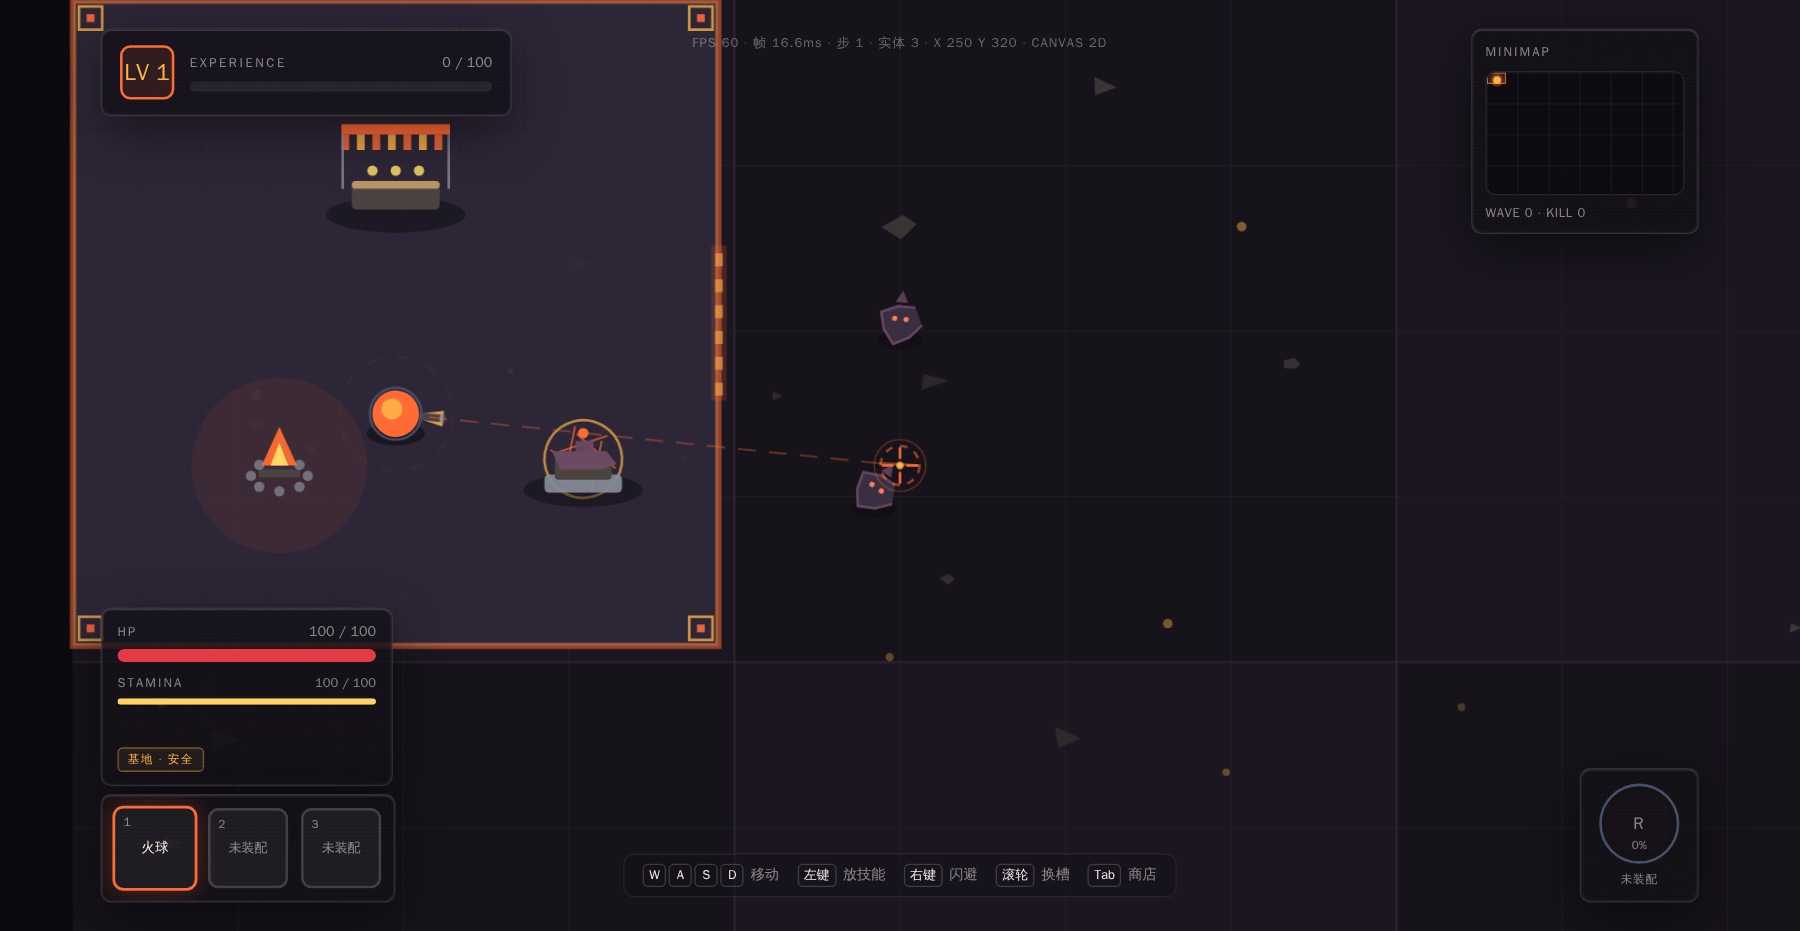 FPS 60 · 帧 16.6ms · 步 1 · 实体 3 · X 250 Y 320 · CANVAS 2D
LV 1
EXPERIENCE 0 / 100
MINIMAP
WAVE 0 · KILL 0
HP 100 / 100
STAMINA 100 / 100
基地 · 安全
1 火球
2 未装配
3 未装配
W A S D 移动 左键 放技能 右键 闪避 滚轮 换槽 Tab 商店
R
0%
未装配